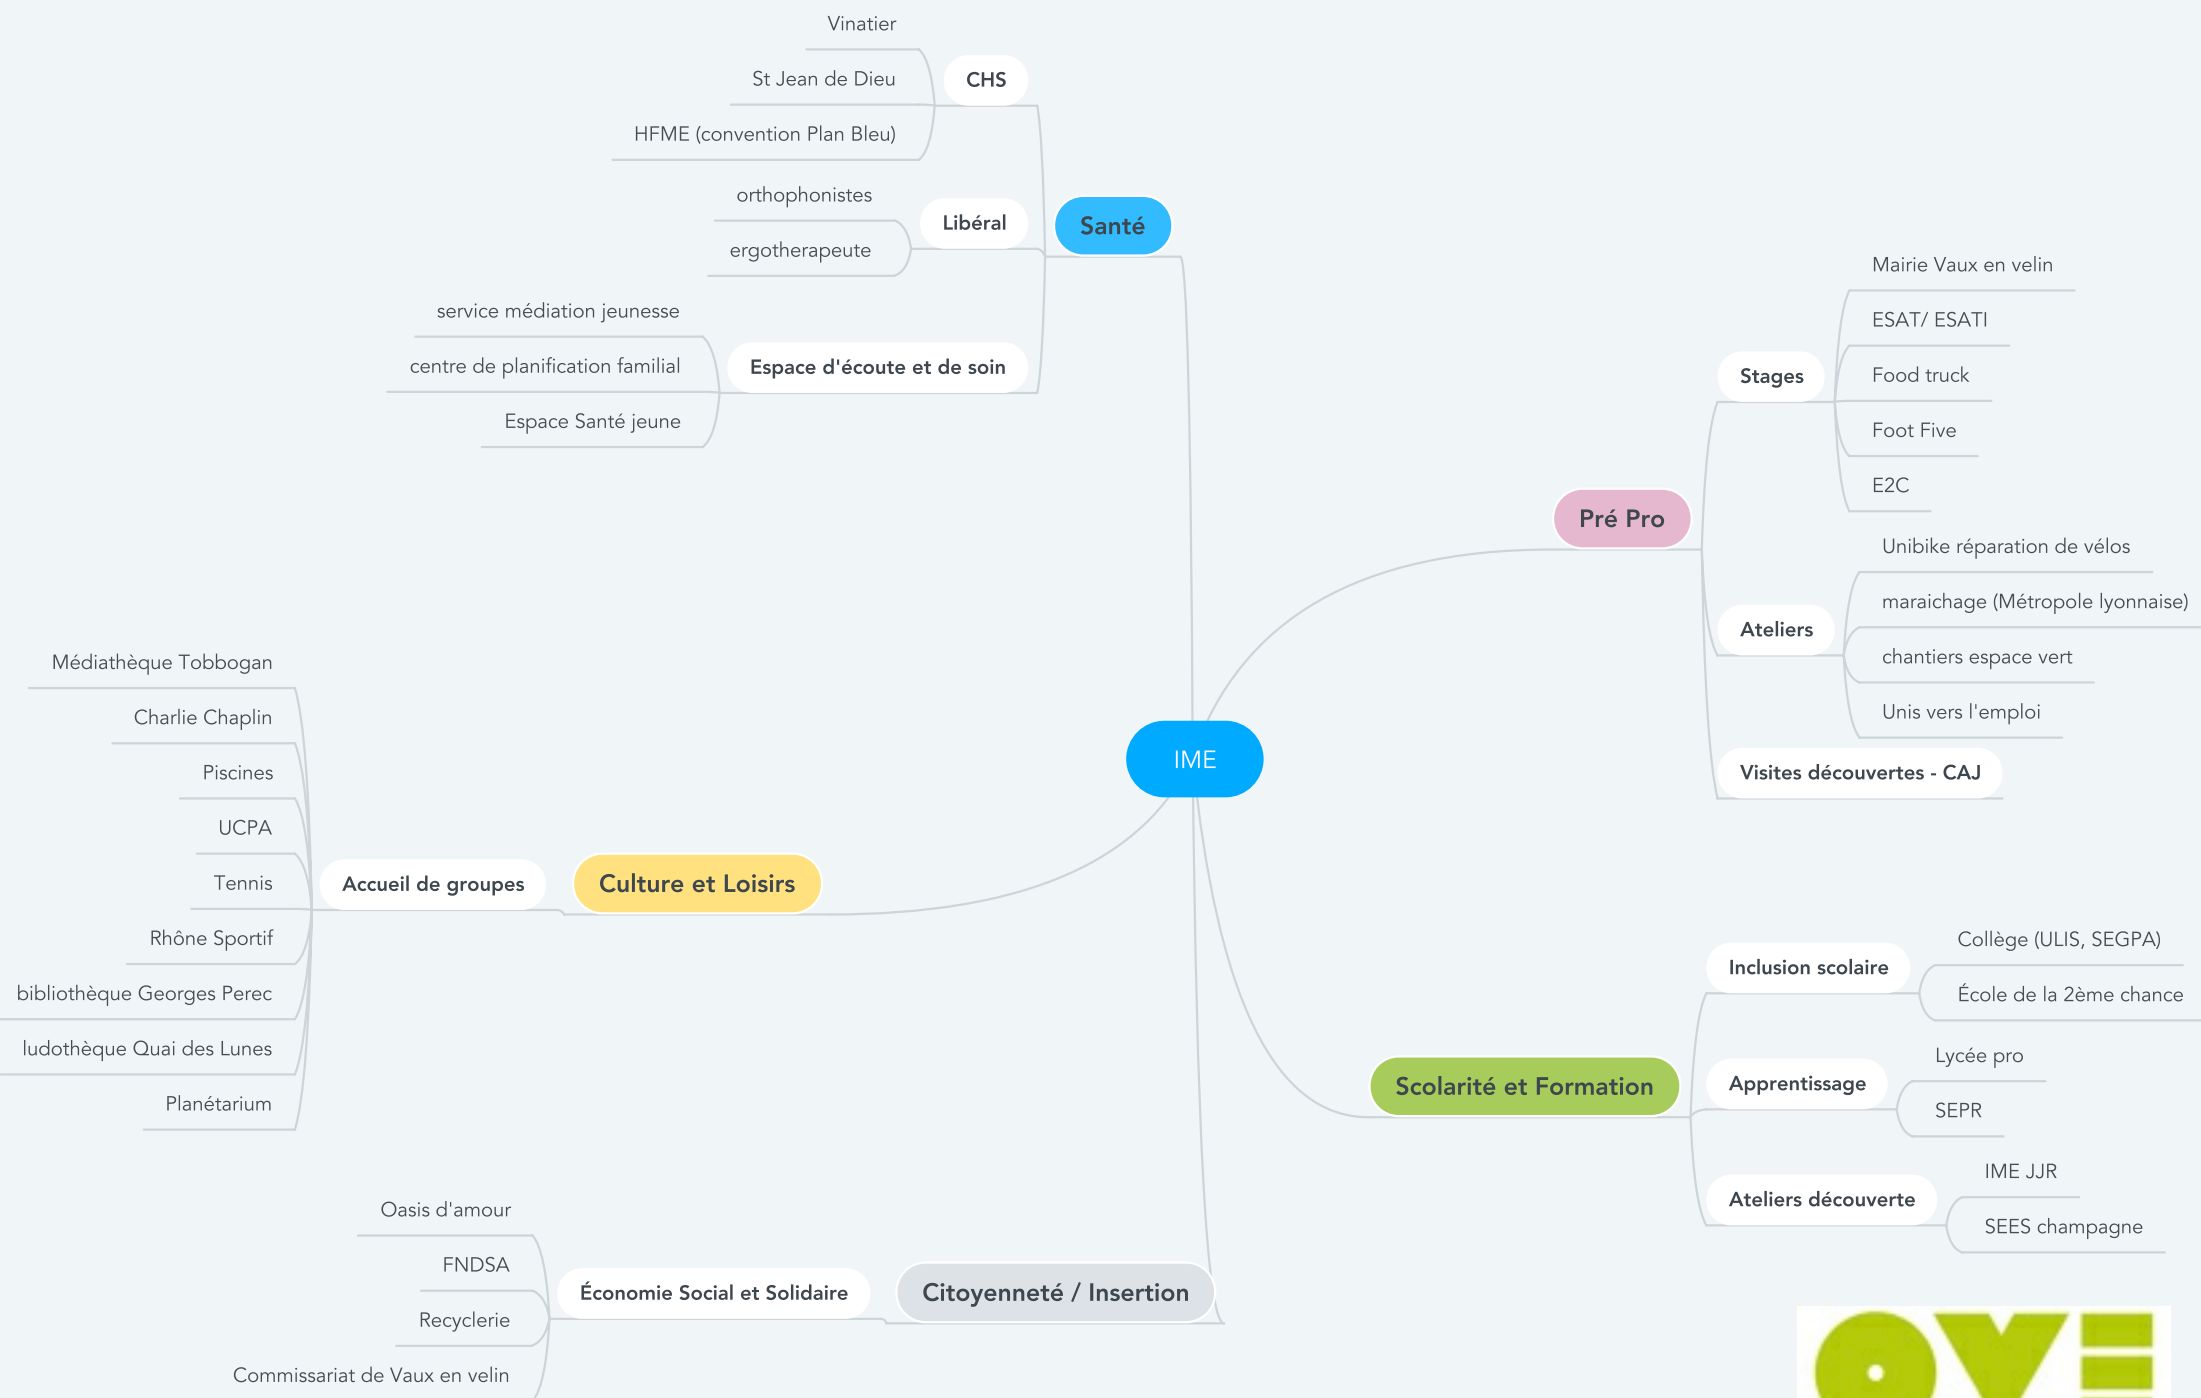 Vinatier
St Jean de Dieu
HFME (convention Plan Bleu)
CHS
orthophonistes
ergotherapeute
Libéral
service médiation jeunesse
centre de planification familial
Espace Santé jeune
Espace d'écoute et de soin
Santé
Mairie Vaux en velin
ESAT/ ESATI
Food truck
Foot Five
E2C
Stages
Unibike réparation de vélos
maraichage (Métropole lyonnaise)
chantiers espace vert
Unis vers l'emploi
Ateliers
Visites découvertes - CAJ
Pré Pro
IME
Médiathèque Tobbogan
Charlie Chaplin
Piscines
UCPA
Tennis
Rhône Sportif
bibliothèque Georges Perec
ludothèque Quai des Lunes
Planétarium
Accueil de groupes
Culture et Loisirs
Collège (ULIS, SEGPA)
École de la 2ème chance
Inclusion scolaire
Lycée pro
SEPR
Apprentissage
IME JJR
SEES champagne
Ateliers découverte
Scolarité et Formation
Oasis d'amour
FNDSA
Recyclerie
Commissariat de Vaux en velin
Économie Social et Solidaire
Citoyenneté / Insertion
OVE